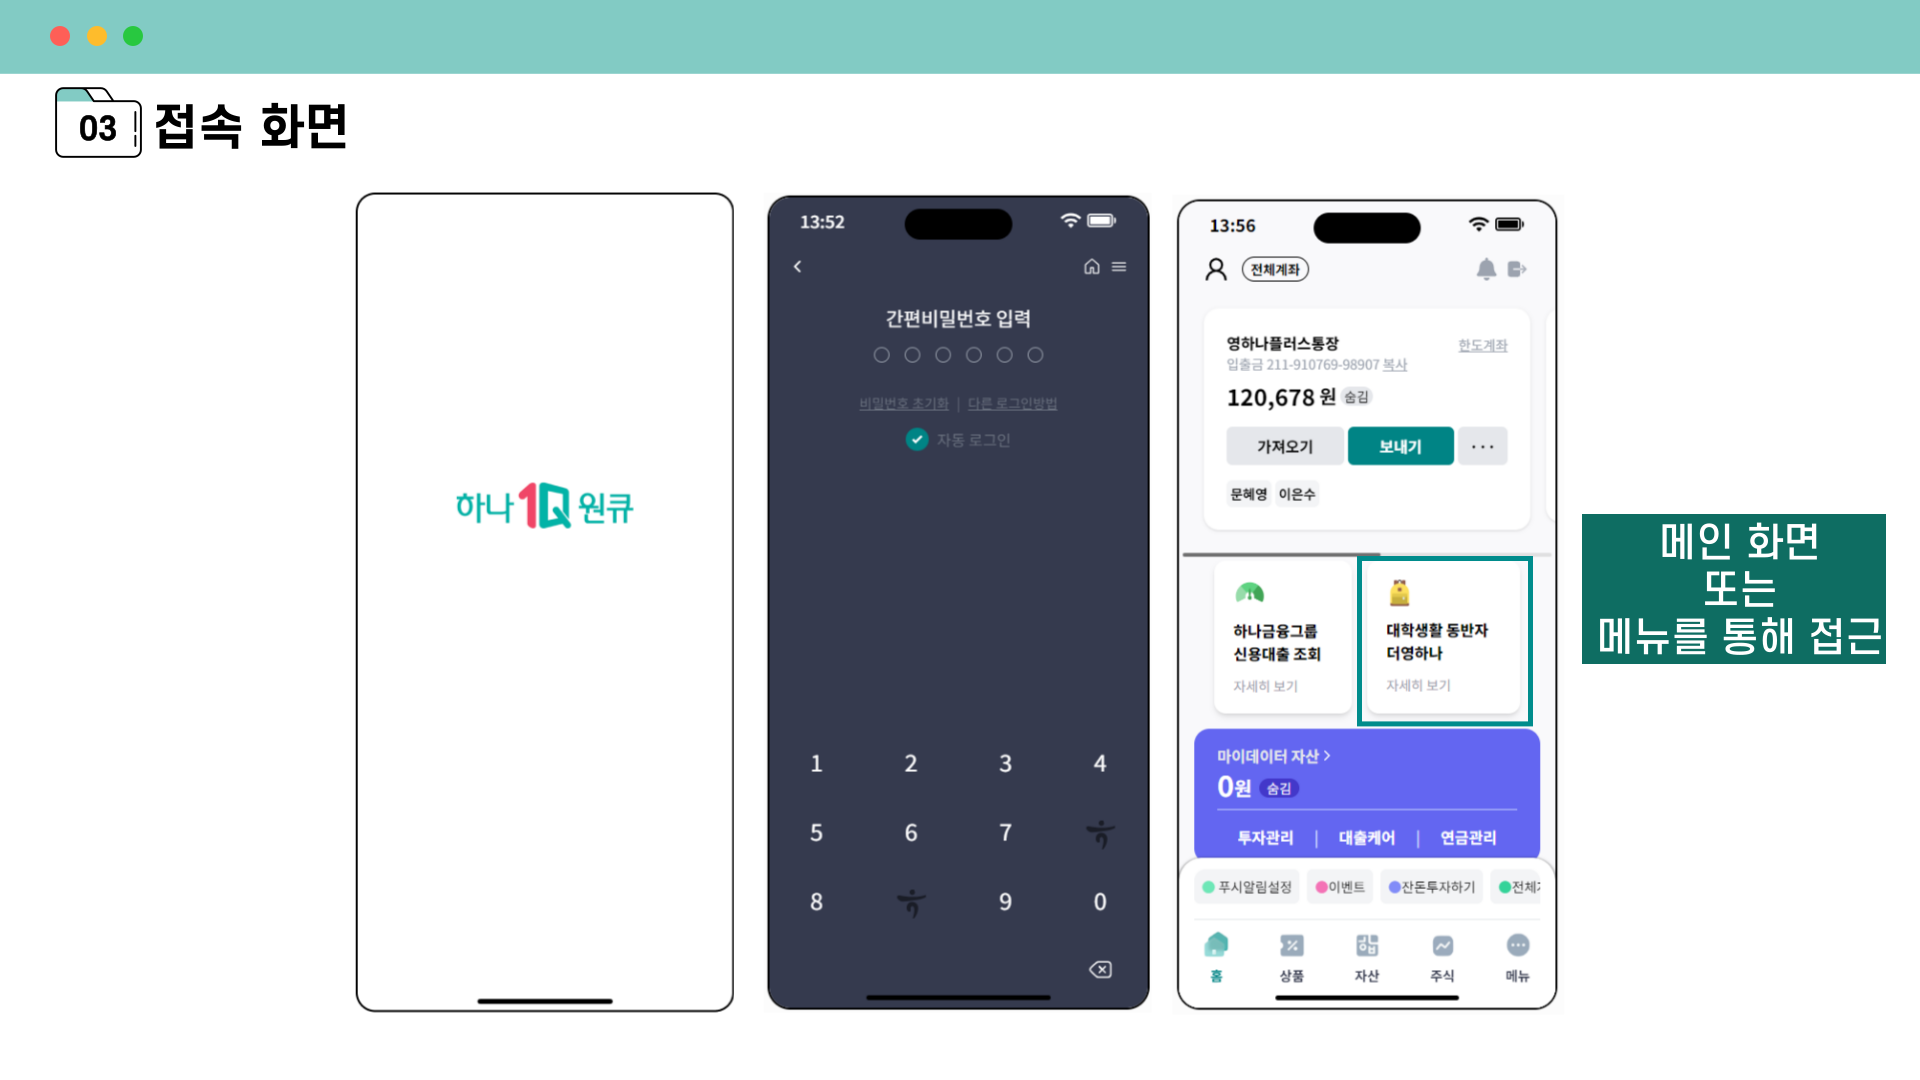 03 접속 화면
하나1Q원큐
13:52
간편비밀번호 입력
비밀번호 초기화 | 다른 로그인방법
자동 로그인
1 2 3 4
5 6 7
8 9 0
13:56
전체계좌
영하나플러스통장 한도계좌
입출금 211-910769-98907 복사
120,678 원 숨김
가져오기 보내기 ···
문혜영 이은수
하나금융그룹
신용대출 조회
자세히 보기
대학생활 동반자
더영하나
자세히 보기
마이데이터 자산 >
0원 숨김
투자관리 | 대출케어 | 연금관리
푸시알림설정 이벤트 잔돈투자하기 전체
홈 상품 자산 주식 메뉴
메인 화면
또는
메뉴를 통해 접근